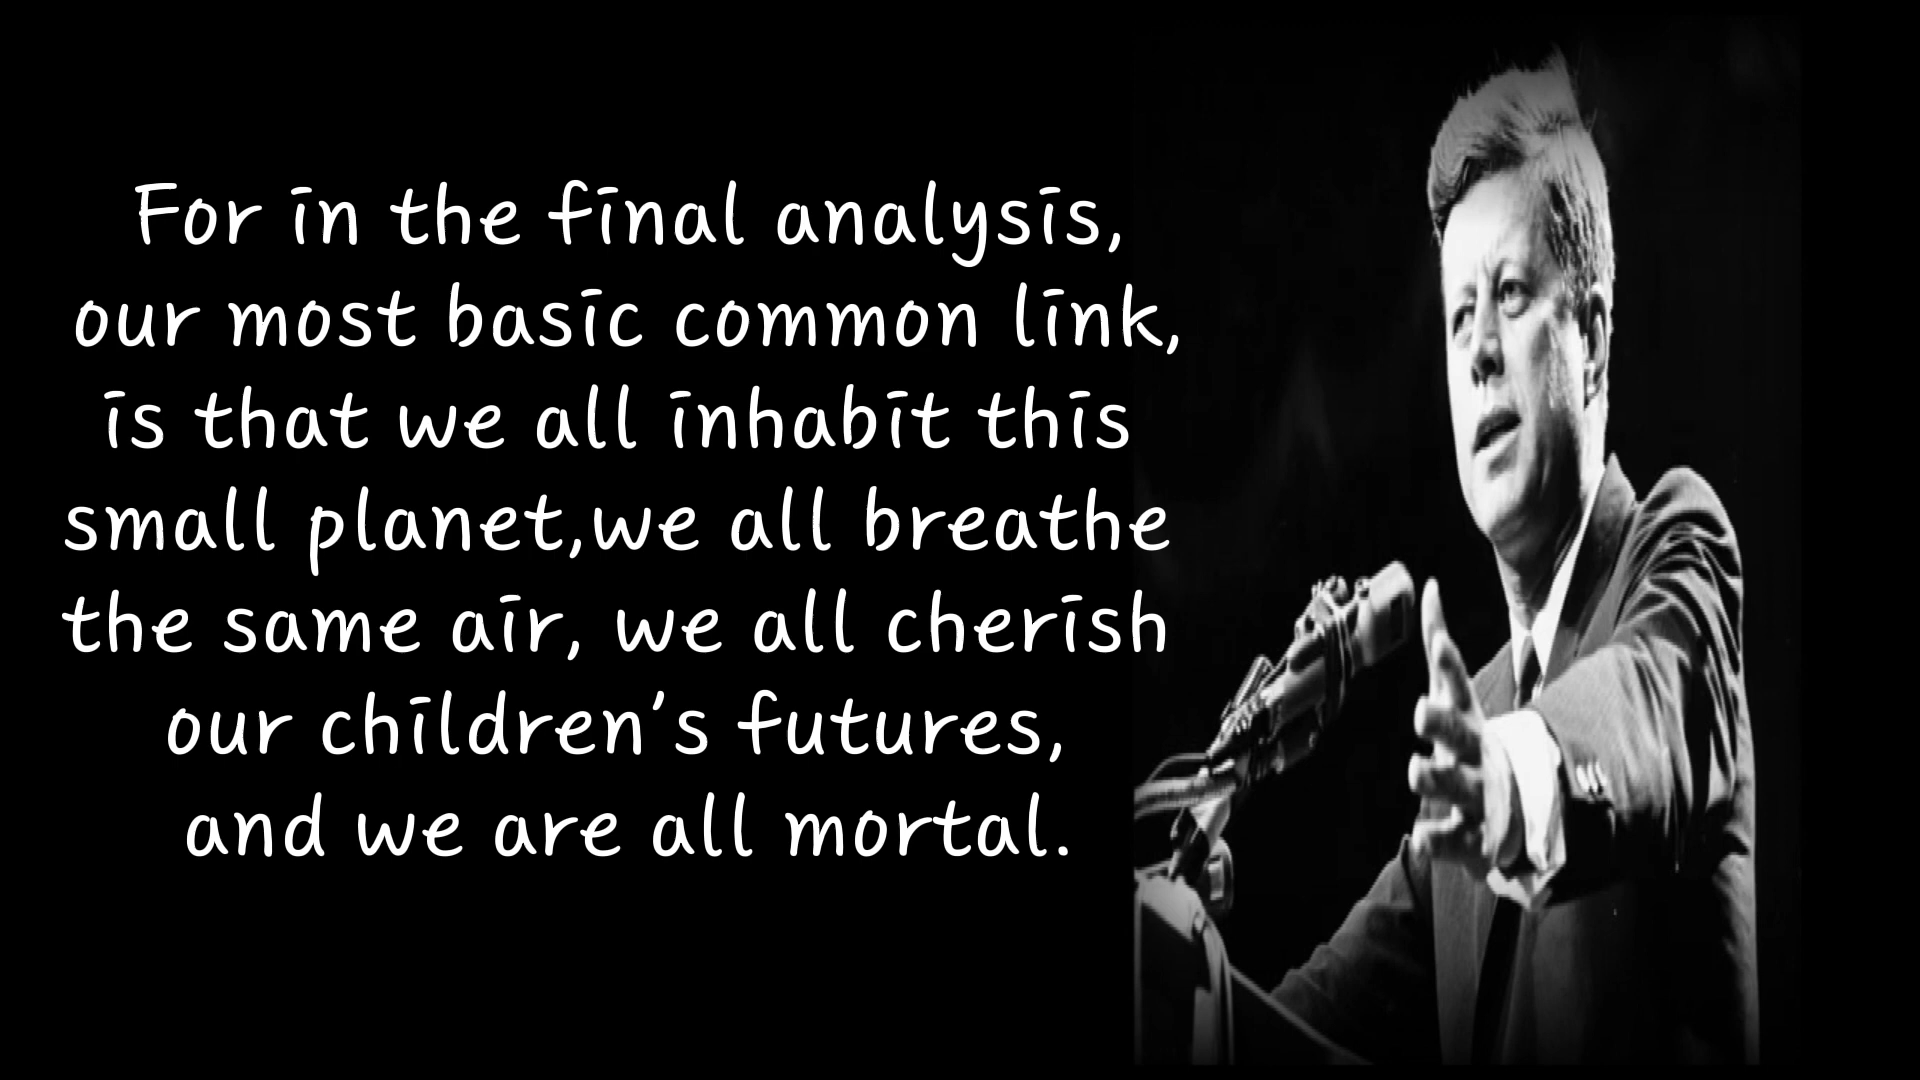 For in the final analysis,
our most basic common link,
is that we all inhabit this
small planet,we all breathe
the same air, we all cherish
our children's futures,
and we are all mortal.